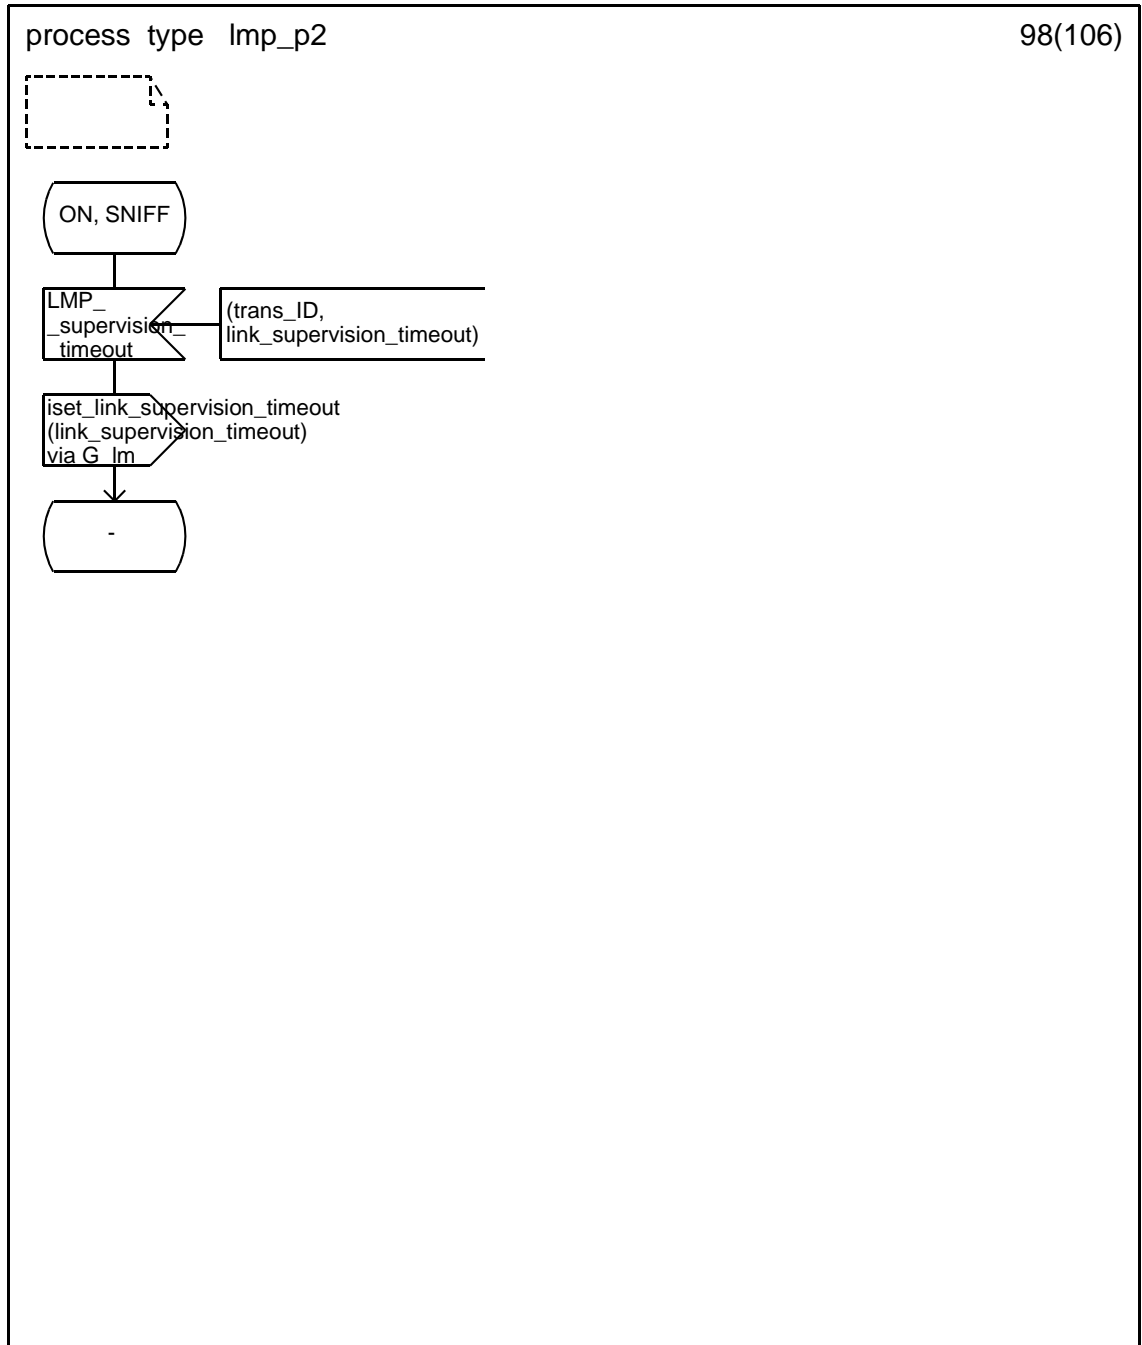 process type lmp_p2
98(106)
ON, SNIFF
LMP_
_supervision_
_timeout
(trans_ID,
link_supervision_timeout)
iset_link_supervision_timeout
(link_supervision_timeout)
via G_lm
-